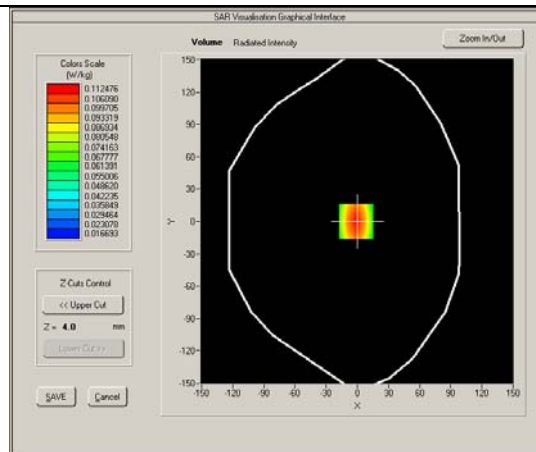 SAR Visualisation Graphical Interface
Volume Radiated Intensity
Zoom In/Out
Colors Scale
(W/kg)
0.112476
0.106090
0.099705
0.093319
0.086934
0.080548
0.074163
0.067777
0.061391
0.055006
0.048620
0.042235
0.035849
0.029464
0.023078
0.016693
Z Cuts Control
<< Upper Cut
Z = 4.0 mm
Lower Cut >>
SAVE
Cancel
150
120
90
60
30
0
-30
-60
-90
-120
-150
Y
-150 -120 -90 -60 -30 0 30 60 90 120 150
X